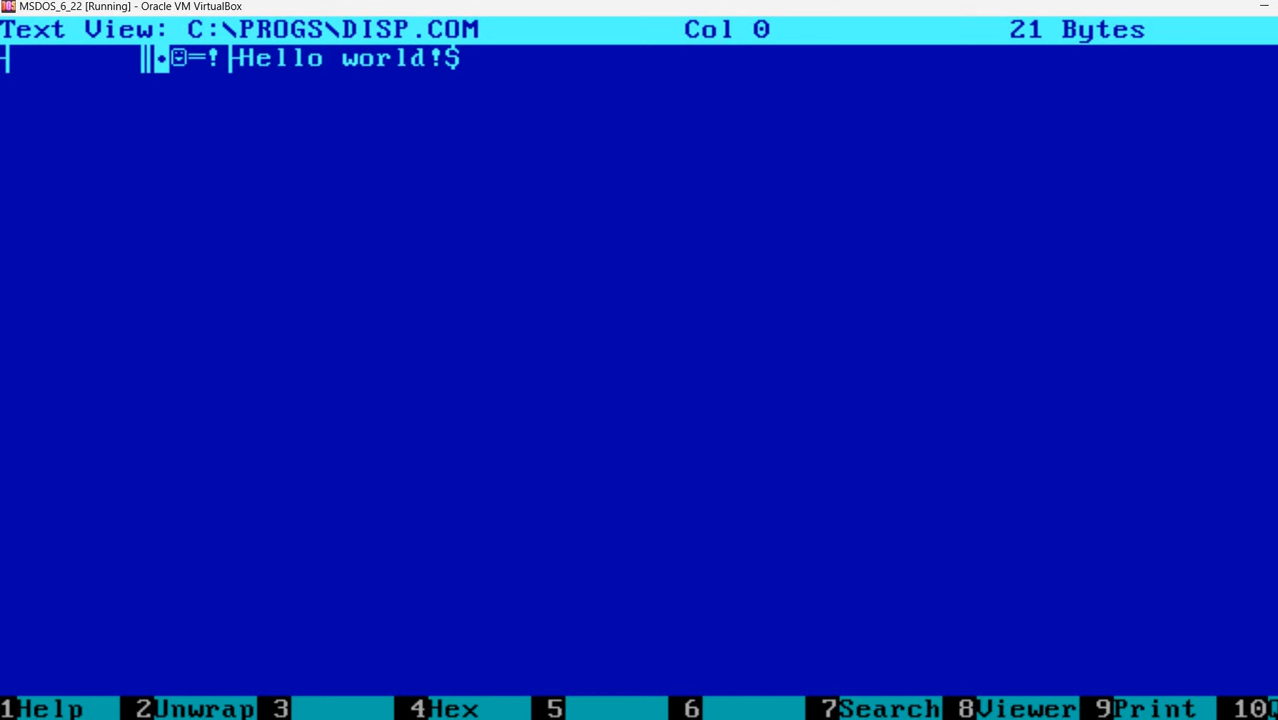 MSDOS_6_22 [Running] - Oracle VM VirtualBox
Text View: C:\PROGS\DISP.COM Col 0 21 Bytes
┤ ║•☺=!├Hello world!$
1Help 2Unwrap 3 4Hex 5 6 7Search 8Viewer 9Print 10